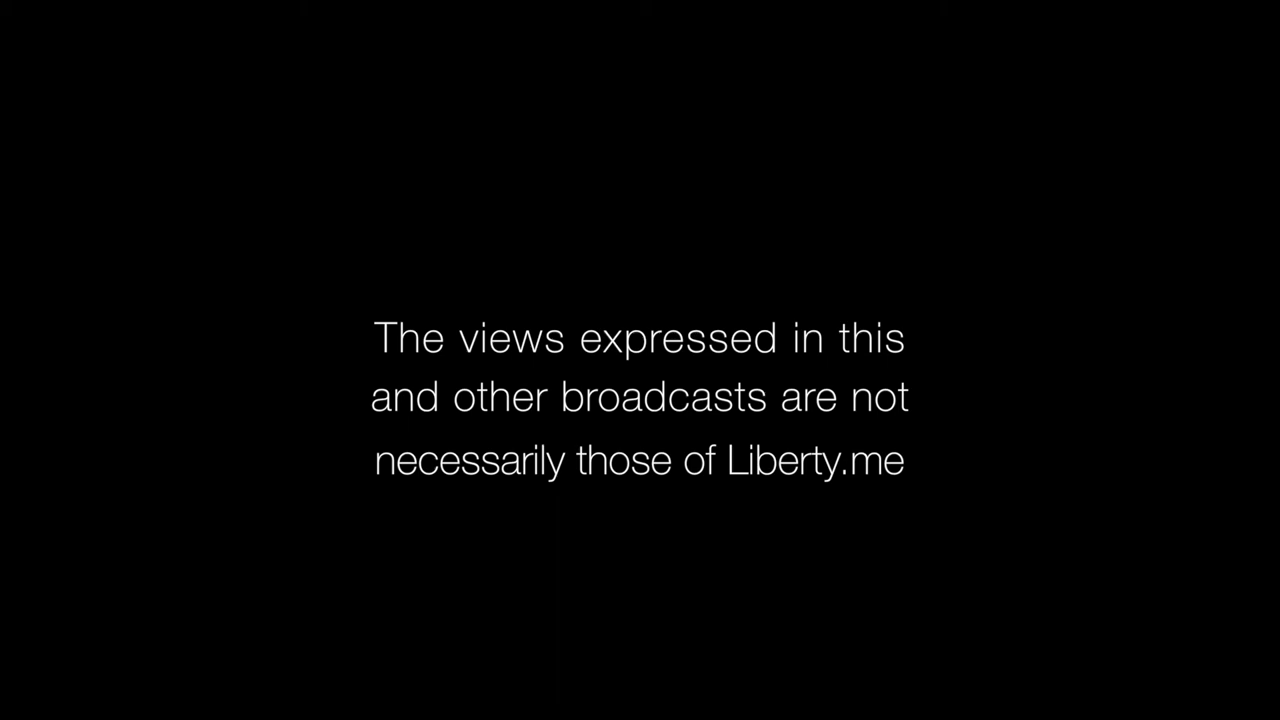 The views expressed in this
and other broadcasts are not
necessarily those of Liberty.me